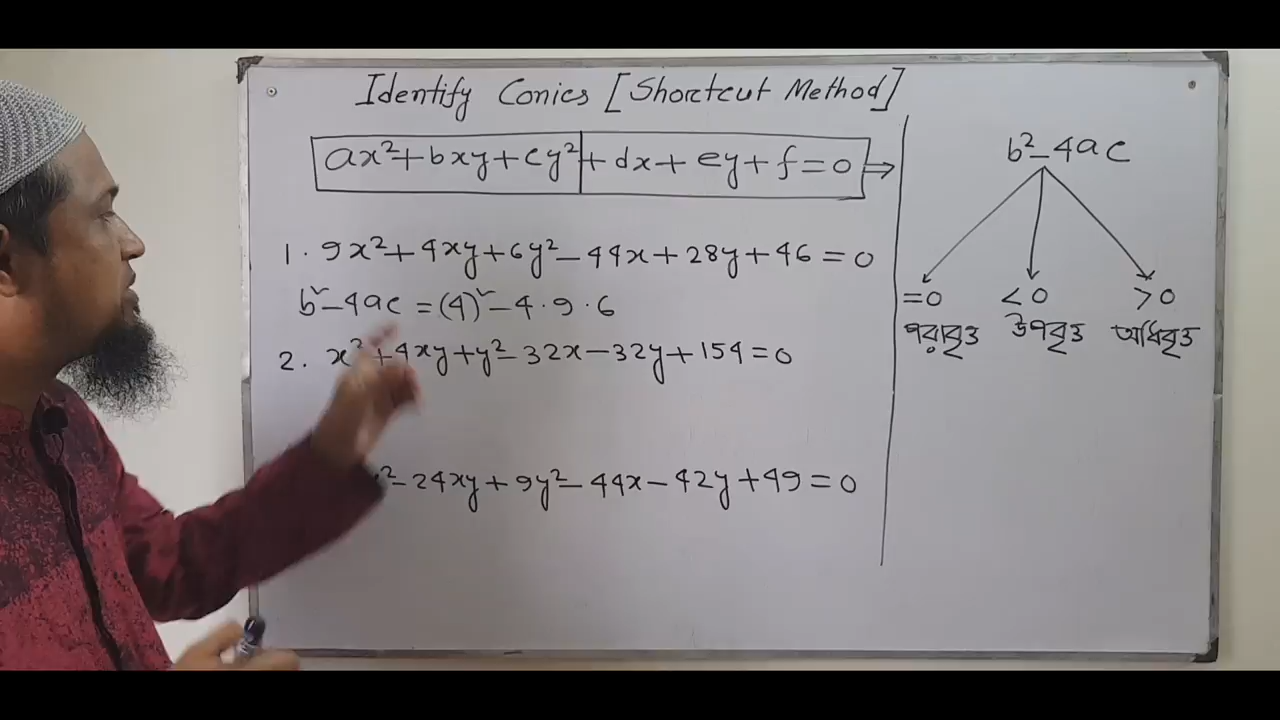 Identify Conics [Shortcut Method]
ax²+bxy+cy²+dx+ey+f=0 ⇒
1. 9x²+4xy+6y²-44x+28y+46=0
b²-4ac=(4)²-4·9·6
2. x²+4xy+y²-32x-32y+154=0
²-24xy+9y²-44x-42y+49=0
b²-4ac
=0 <0 >0
পরাবৃত্ত উপবৃত্ত অধিবৃত্ত